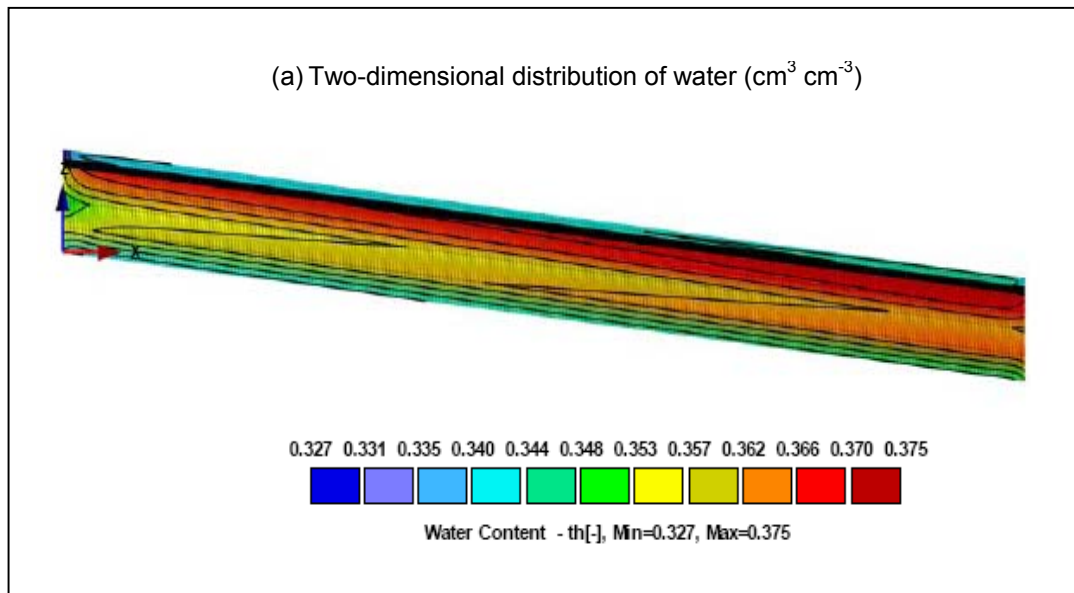 (a) Two-dimensional distribution of water (cm³ cm⁻³)
Z
X
0.327 0.331 0.335 0.340 0.344 0.348 0.353 0.357 0.362 0.366 0.370 0.375
Water Content - th[-], Min=0.327, Max=0.375